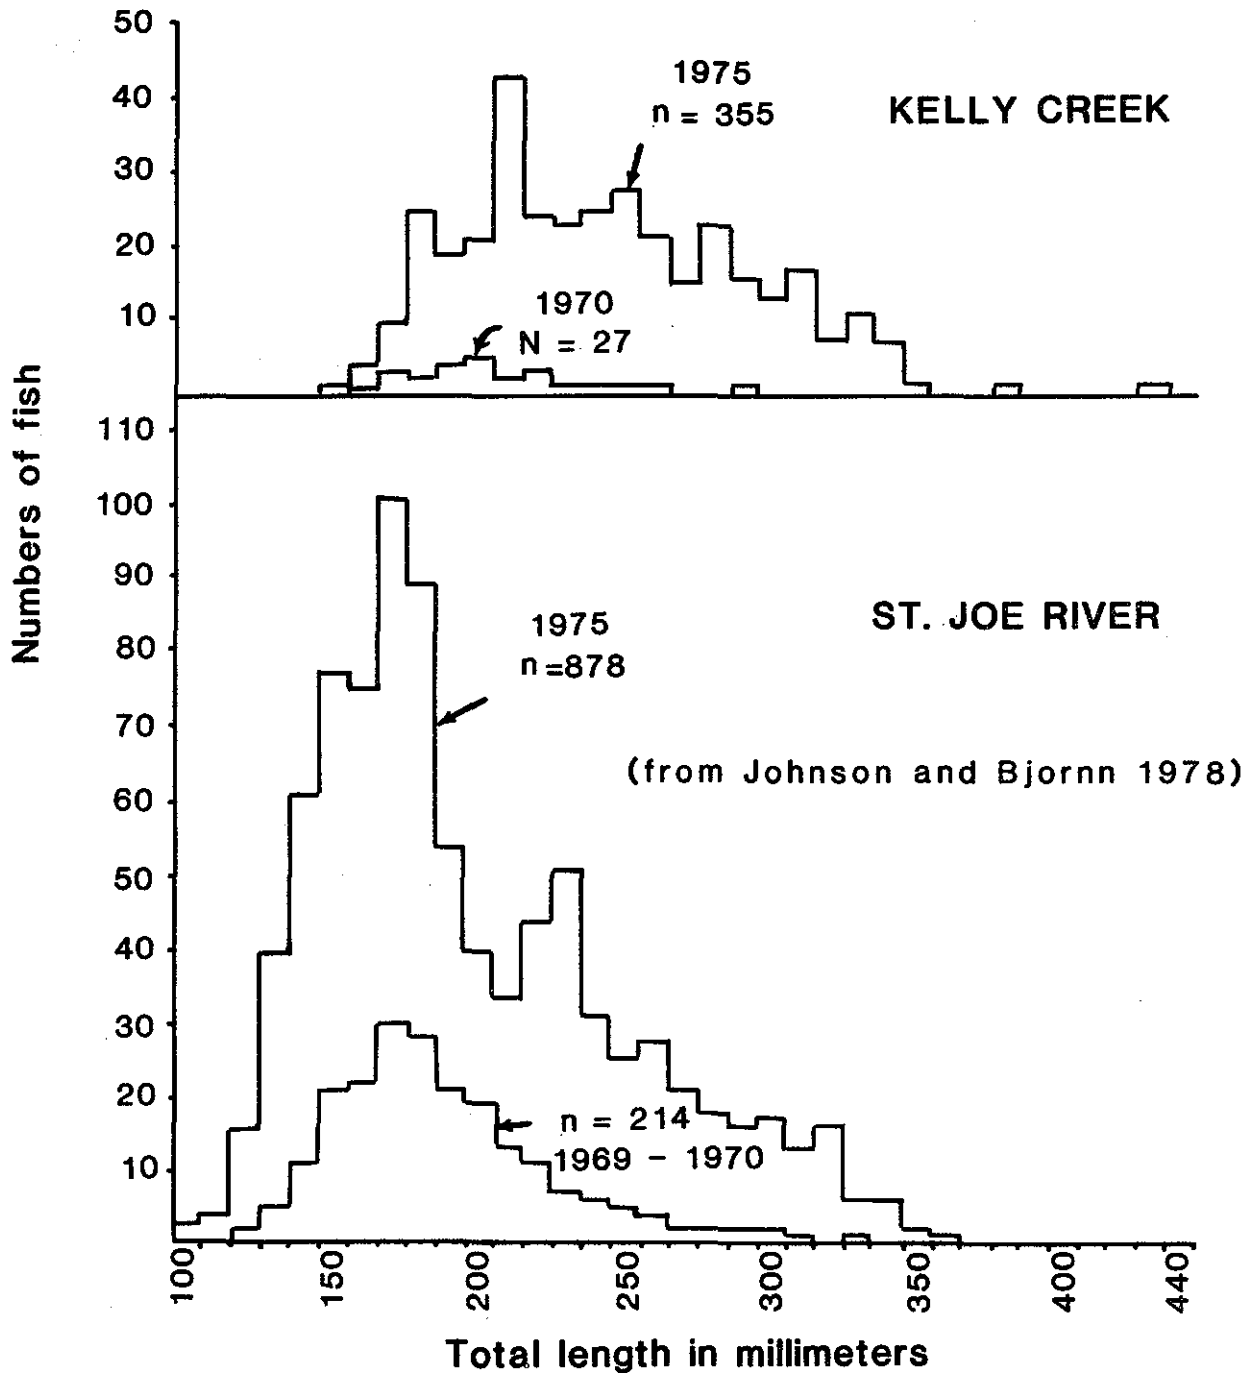 50
40
30
20
10
1975
n = 355
KELLY CREEK
1970
N = 27
Numbers of fish
110
100
90
80
70
60
50
40
30
20
10
1975
n =878
ST. JOE RIVER
(from Johnson and Bjornn 1978)
n = 214
1969 - 1970
100
150
200
250
300
350
400
440
Total length in millimeters